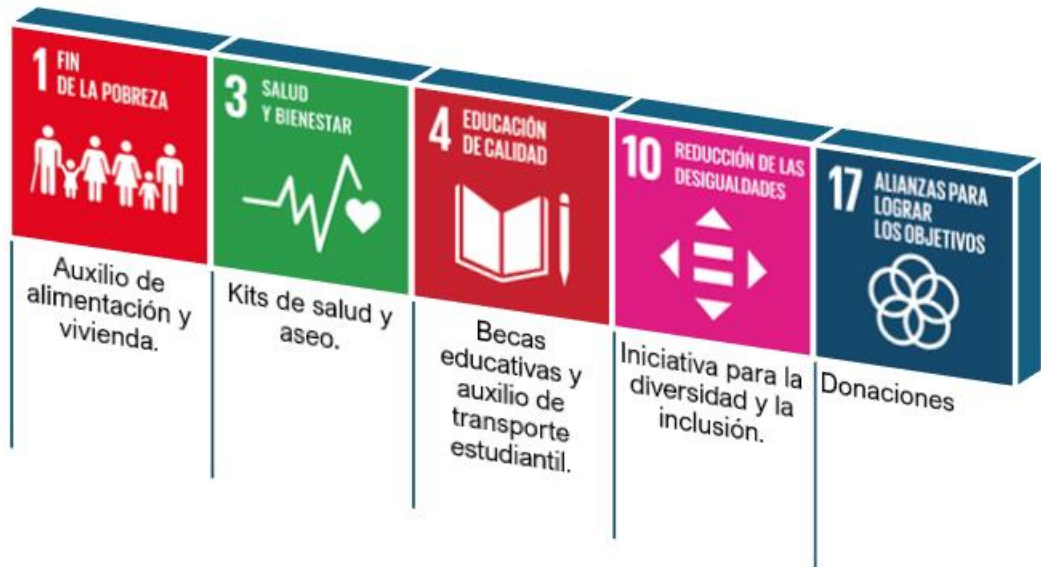 1 FIN
DE LA POBREZA
Auxilio de
alimentación y
vivienda.
3 SALUD
Y BIENESTAR
Kits de salud y
aseo.
4 EDUCACIÓN
DE CALIDAD
Becas
educativas y
auxilio de
transporte
estudiantil.
10 REDUCCIÓN DE LAS
DESIGUALDADES
Iniciativa para la
diversidad y la
inclusión.
17 ALIANZAS PARA
LOGRAR
LOS OBJETIVOS
Donaciones